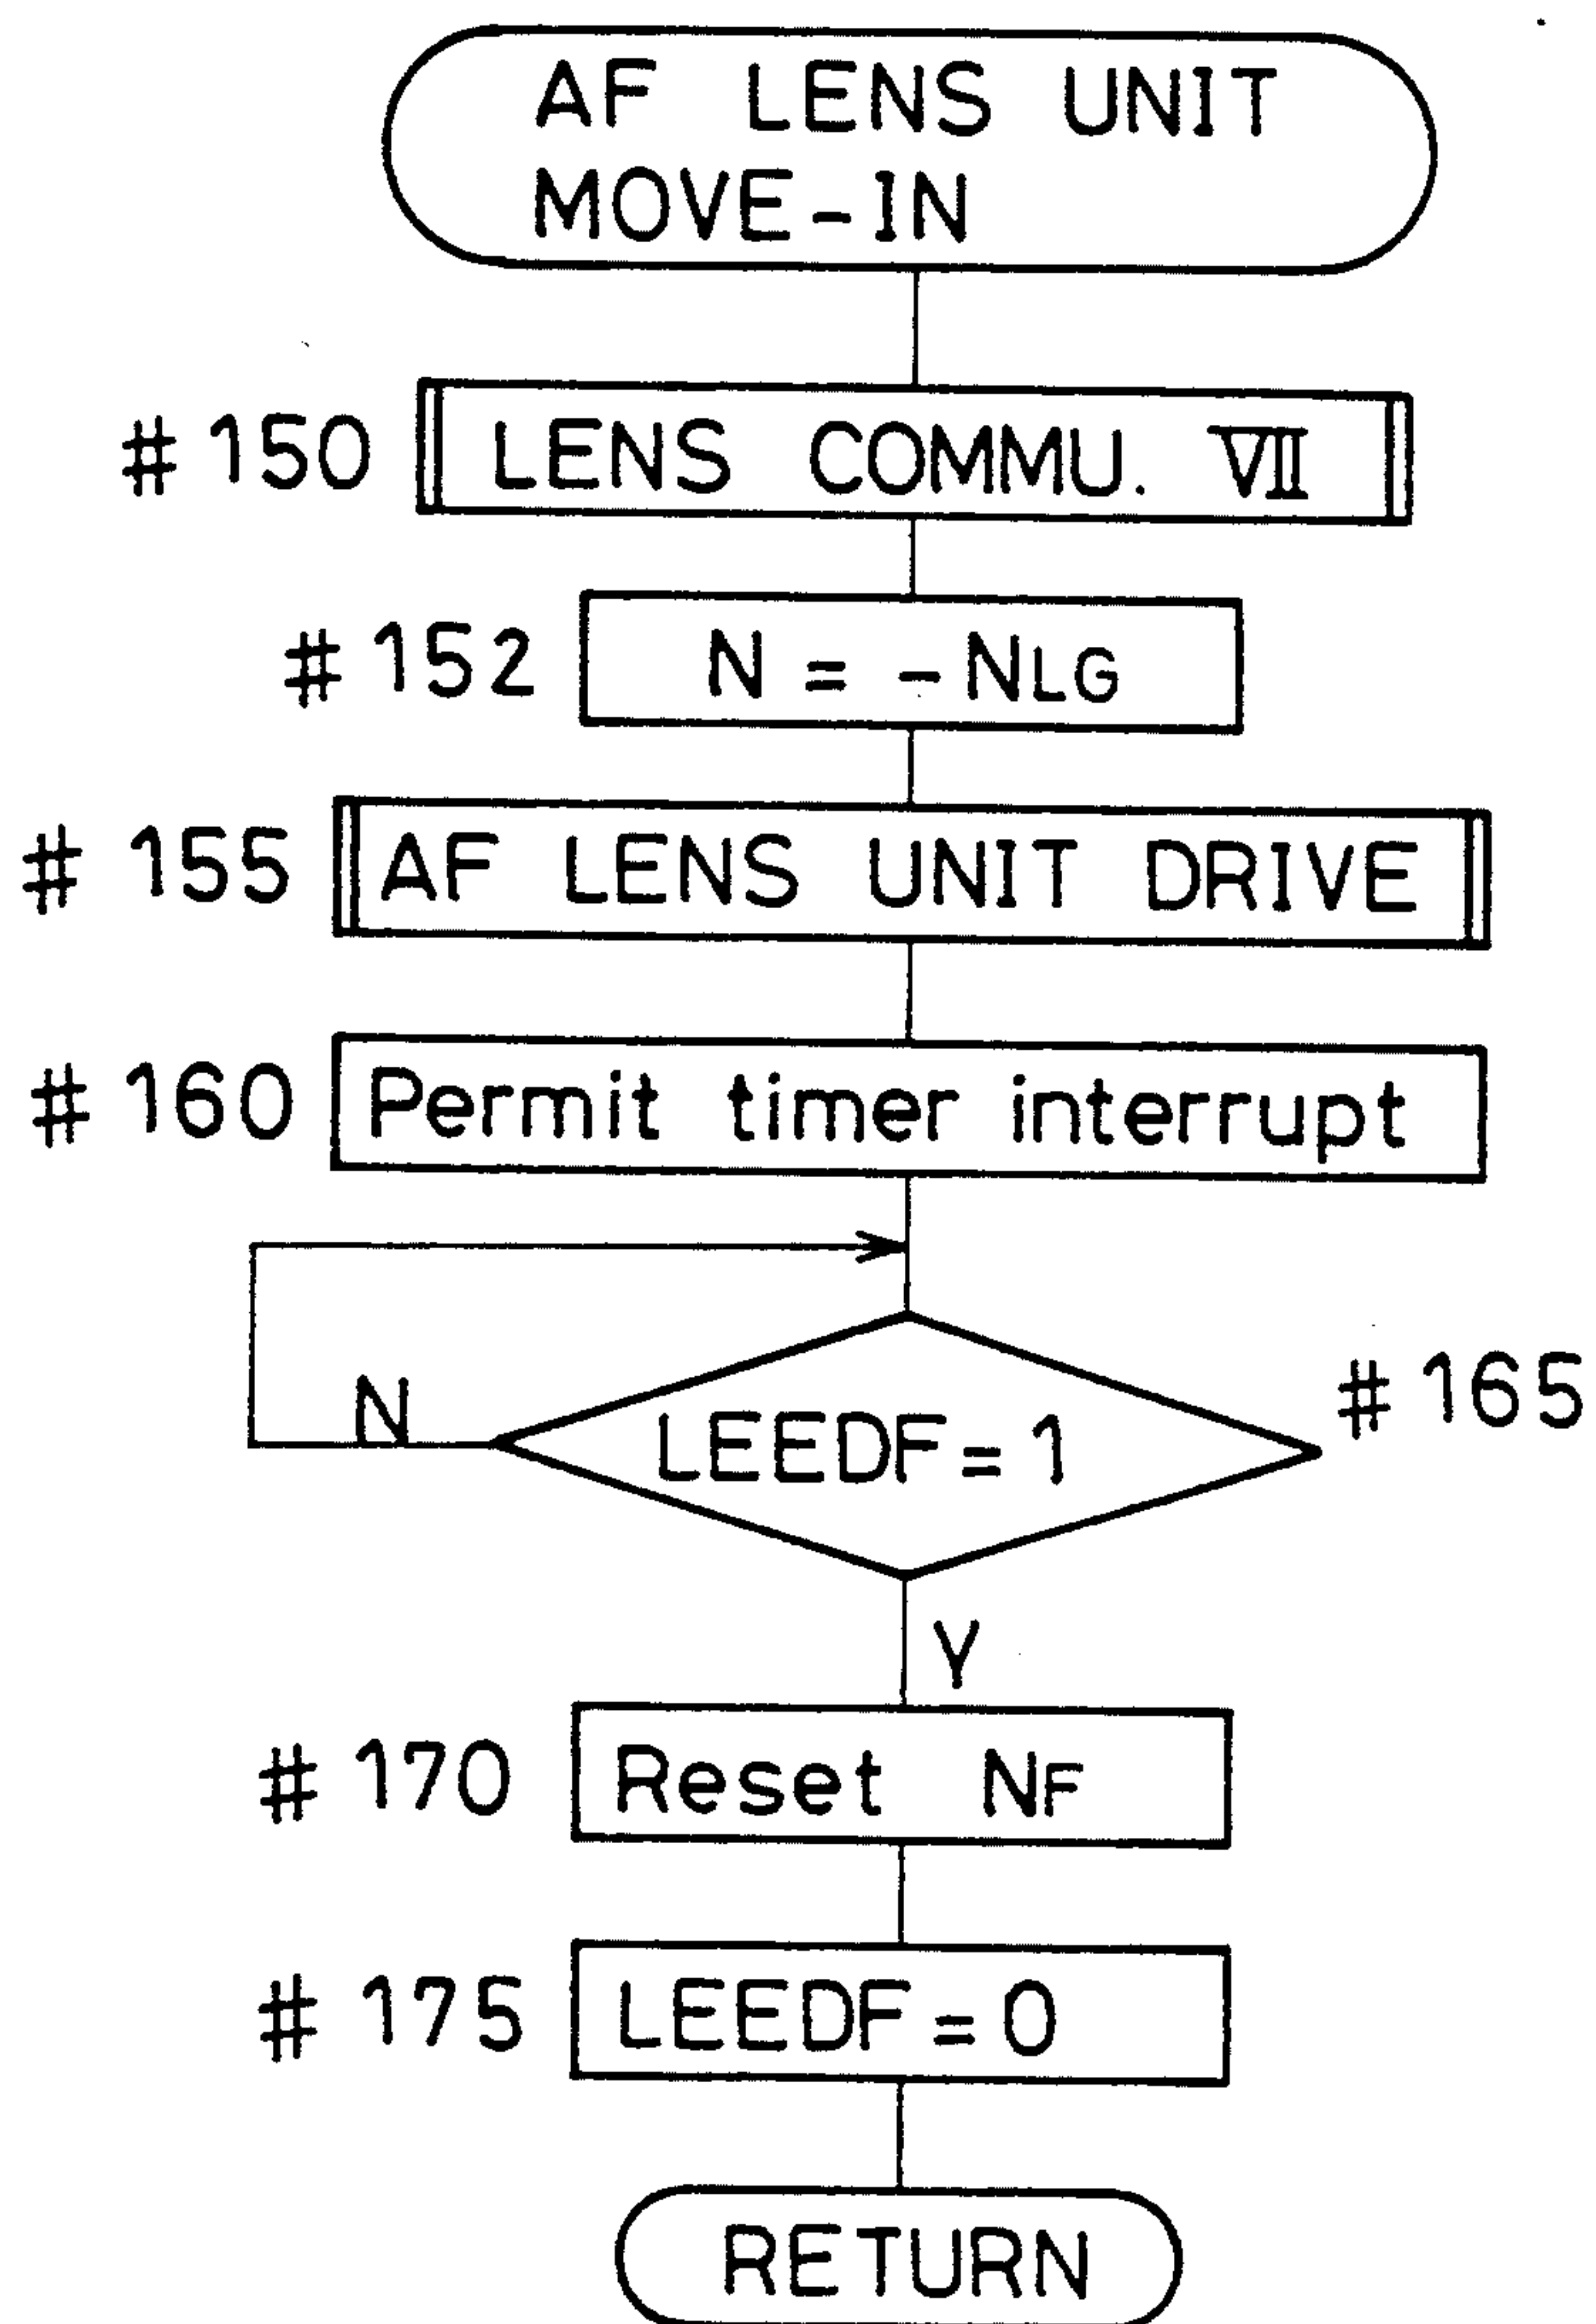 AF LENS UNIT
MOVE-IN
#150 LENS COMMU. VII
#152 N = -NLG
#155 AF LENS UNIT DRIVE
#160 Permit timer interrupt
N LEEDF=1 #165
Y
#170 Reset NF
#175 LEEDF=0
RETURN